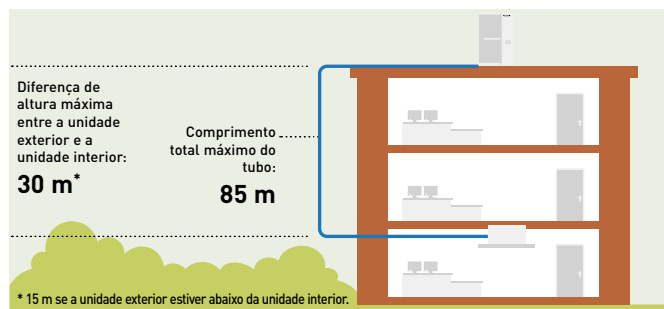 Diferença de
altura máxima
entre a unidade
exterior e a
unidade interior:
30 m*
Comprimento
total máximo do
tubo:
85 m
* 15 m se a unidade exterior estiver abaixo da unidade interior.